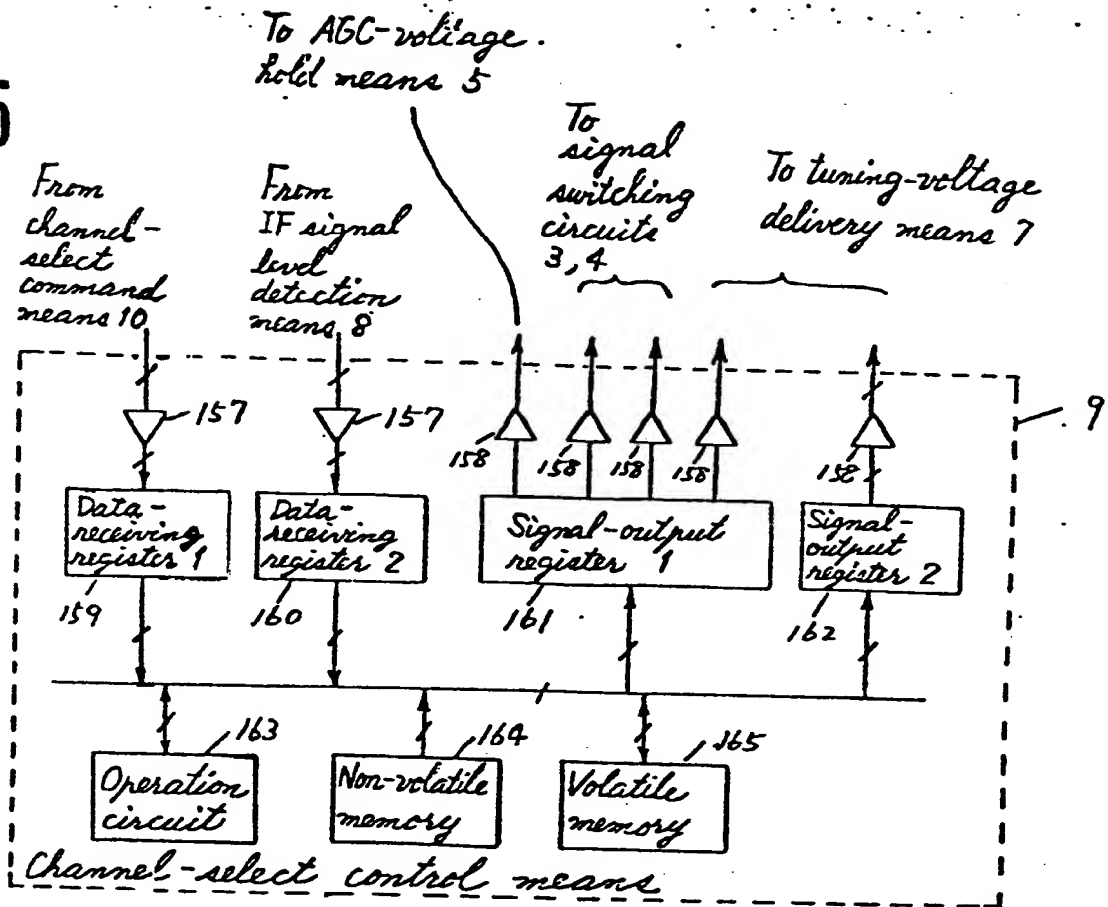 To AGC-voltage.
hold means 5
From
channel-
select
command
means 10
From
IF signal
level
detection
means 8
To
signal
switching
circuits
3, 4
To tuning-voltage
delivery means 7
157
157
158
158
158
158
158
9
Data-
receiving
register 1
Data-
receiving
register 2
Signal-output
register 1
Signal-
output
register 2
159
160
161
162
163
164
165
Operation
circuit
Non-volatile
memory
Volatile
memory
Channel-select control means